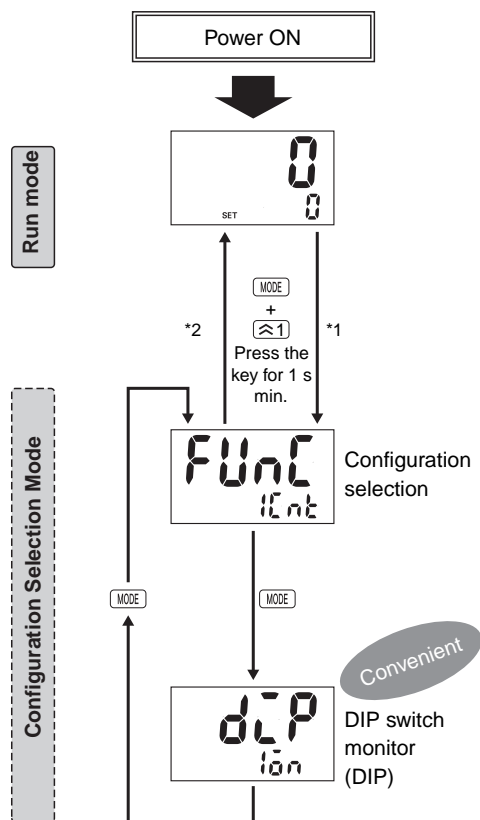 Power ON
Run mode
0
SET
0
*2
MODE
+
1
Press the
key for 1 s
min.
*1
Configuration Selection Mode
FUnC
1Cnt
Configuration
selection
MODE
MODE
Convenient
diP
1on
DIP switch
monitor
(DIP)